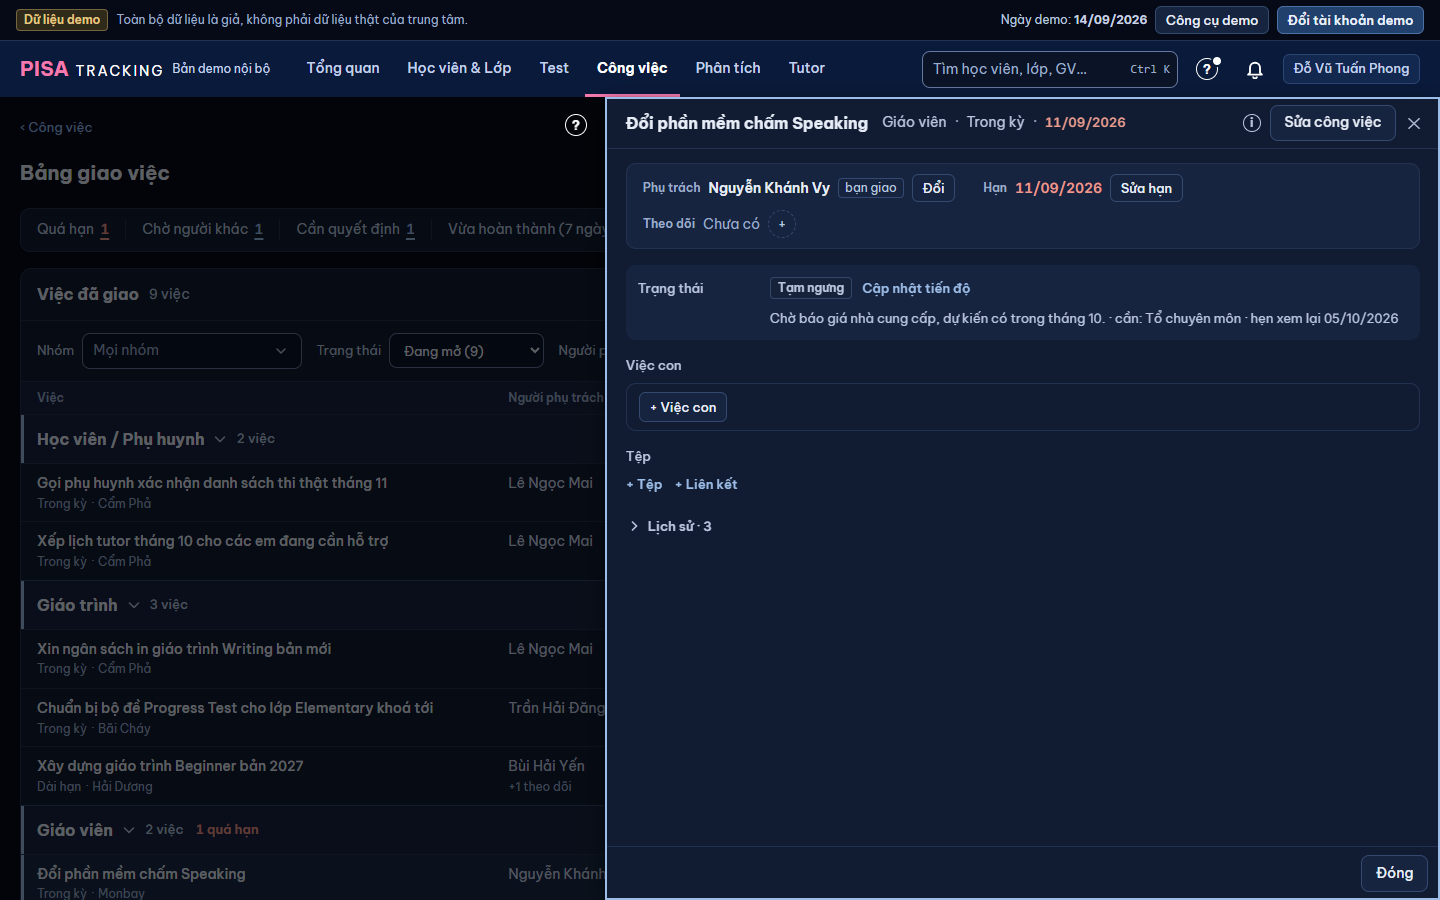 Dữ liệu demo Toàn bộ dữ liệu là giả, không phải dữ liệu thật của trung tâm. Ngày demo: 14/09/2026 Công cụ demo Đổi tài khoản demo
PISA TRACKING Bản demo nội bộ Tổng quan Học viên & Lớp Test Công việc Phân tích Tutor Tìm học viên, lớp, GV... Ctrl K ? Đỗ Vũ Tuấn Phong
‹ Công việc ?
Bảng giao việc
Quá hạn 1 Chờ người khác 1 Cần quyết định 1 Vừa hoàn thành (7 ngày
Việc đã giao 9 việc
Nhóm Mọi nhóm Trạng thái Đang mở (9) Người p
Việc Người phụ trách
Học viên / Phụ huynh 2 việc
Gọi phụ huynh xác nhận danh sách thi thật tháng 11 Lê Ngọc Mai
Trong kỳ · Cẩm Phả
Xếp lịch tutor tháng 10 cho các em đang cần hỗ trợ Lê Ngọc Mai
Trong kỳ · Cẩm Phả
Giáo trình 3 việc
Xin ngân sách in giáo trình Writing bản mới Lê Ngọc Mai
Trong kỳ · Cẩm Phả
Chuẩn bị bộ đề Progress Test cho lớp Elementary khoá tới Trần Hải Đăng
Trong kỳ · Bãi Cháy
Xây dựng giáo trình Beginner bản 2027 Bùi Hải Yến
Dài hạn · Hải Dương +1 theo dõi
Giáo viên 2 việc 1 quá hạn
Đổi phần mềm chấm Speaking Nguyễn Khánh
Trong kỳ · Monbay
Đổi phần mềm chấm Speaking Giáo viên · Trong kỳ · 11/09/2026 Sửa công việc
Phụ trách Nguyễn Khánh Vy bạn giao Đổi Hạn 11/09/2026 Sửa hạn
Theo dõi Chưa có +
Trạng thái Tạm ngưng Cập nhật tiến độ
Chờ báo giá nhà cung cấp, dự kiến có trong tháng 10. · cần: Tổ chuyên môn · hẹn xem lại 05/10/2026
Việc con
+ Việc con
Tệp
+ Tệp + Liên kết
Lịch sử · 3
Đóng